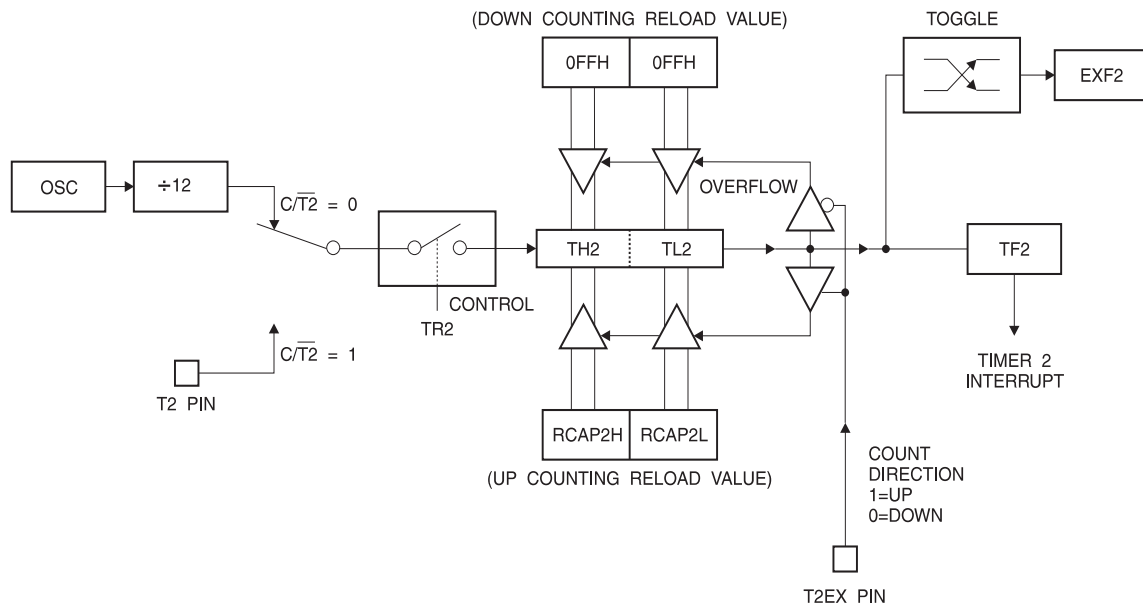 (DOWN COUNTING RELOAD VALUE)
TOGGLE
0FFH
0FFH
EXF2
OSC
÷12
OVERFLOW
C/T2̅ = 0
TH2
TL2
TF2
CONTROL
TR2
C/T2̅ = 1
T2 PIN
TIMER 2
INTERRUPT
RCAP2H
RCAP2L
(UP COUNTING RELOAD VALUE)
COUNT
DIRECTION
1=UP
0=DOWN
T2EX PIN